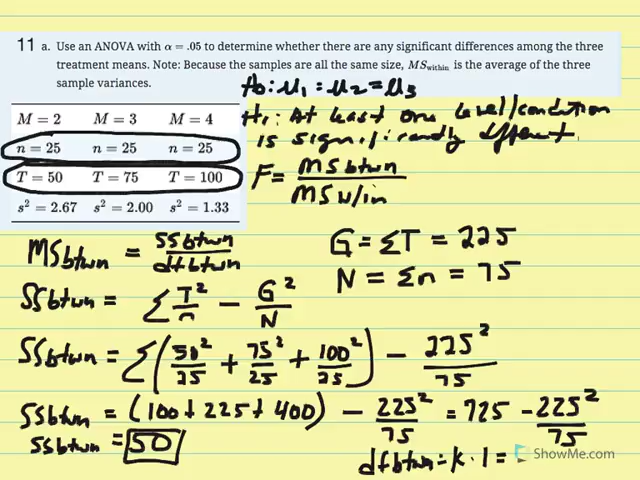 11 a. Use an ANOVA with α = .05 to determine whether there are any significant differences among the three
treatment means. Note: Because the samples are all the same size, MSwithin is the average of the three
sample variances.
H0: μ1 = μ2 = μ3
H1: At least one level/condition
is significantly different.
M = 2 M = 3 M = 4
n = 25 n = 25 n = 25
T = 50 T = 75 T = 100
s² = 2.67 s² = 2.00 s² = 1.33
F = MSbtwn / MSw/in
MSbtwn = SSbtwn / dfbtwn
G = ΣT = 225
N = Σn = 75
SSbtwn = Σ T²/n - G²/N
SSbtwn = Σ(50²/25 + 75²/25 + 100²/25) - 225²/75
SSbtwn = (100 + 225 + 400) - 225²/75 = 725 - 225²/75
SSbtwn = 50
dfbtwn = k - 1 =
ShowMe.com